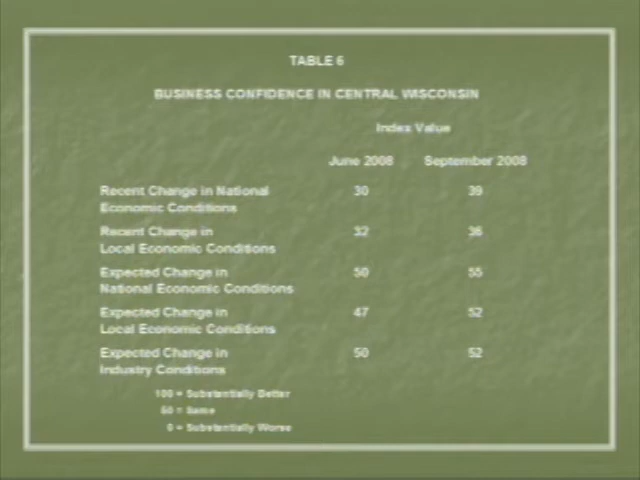 TABLE 6
BUSINESS CONFIDENCE IN CENTRAL WISCONSIN
Index Value
June 2008 September 2008
Recent Change in National 30 39
Economic Conditions
Recent Change in 32 36
Local Economic Conditions
Expected Change in 50 55
National Economic Conditions
Expected Change in 47 52
Local Economic Conditions
Expected Change in 50 52
Industry Conditions
100 = Substantially Better
50 = Same
0 = Substantially Worse